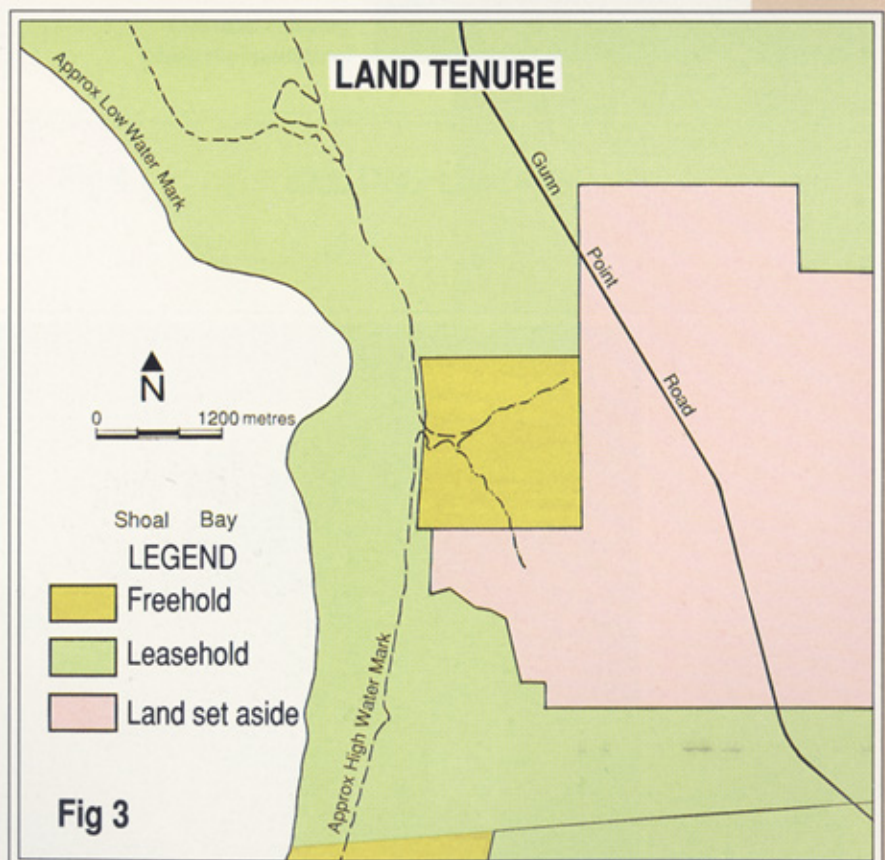 LAND TENURE
Approx Low Water Mark
Gunn Point Road
N
0 1200 metres
Shoal Bay
LEGEND
Freehold
Leasehold
Land set aside
Approx High Water Mark
Fig 3